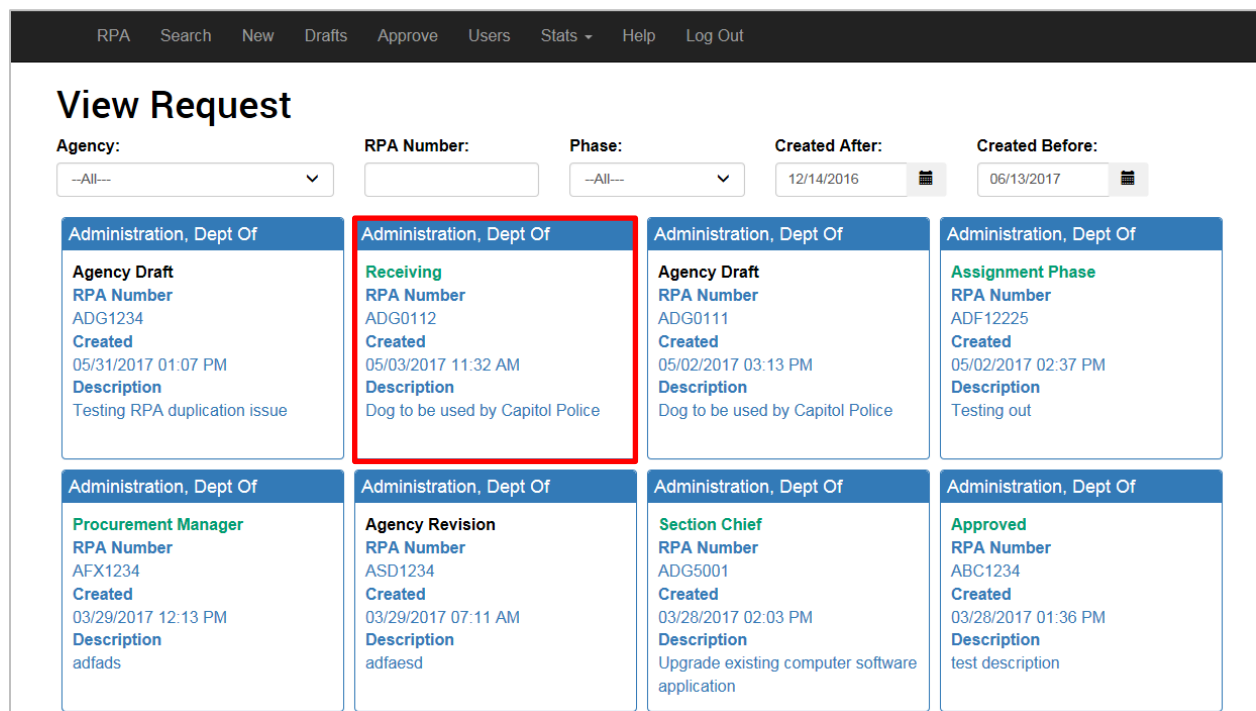 RPA Search New Drafts Approve Users Stats Help Log Out
View Request
Agency: RPA Number: Phase: Created After: Created Before:
--All--- --All--- 12/14/2016 06/13/2017
Administration, Dept Of
Agency Draft
RPA Number
ADG1234
Created
05/31/2017 01:07 PM
Description
Testing RPA duplication issue
Administration, Dept Of
Receiving
RPA Number
ADG0112
Created
05/03/2017 11:32 AM
Description
Dog to be used by Capitol Police
Administration, Dept Of
Agency Draft
RPA Number
ADG0111
Created
05/02/2017 03:13 PM
Description
Dog to be used by Capitol Police
Administration, Dept Of
Assignment Phase
RPA Number
ADF12225
Created
05/02/2017 02:37 PM
Description
Testing out
Administration, Dept Of
Procurement Manager
RPA Number
AFX1234
Created
03/29/2017 12:13 PM
Description
adfads
Administration, Dept Of
Agency Revision
RPA Number
ASD1234
Created
03/29/2017 07:11 AM
Description
adfaesd
Administration, Dept Of
Section Chief
RPA Number
ADG5001
Created
03/28/2017 02:03 PM
Description
Upgrade existing computer software
application
Administration, Dept Of
Approved
RPA Number
ABC1234
Created
03/28/2017 01:36 PM
Description
test description